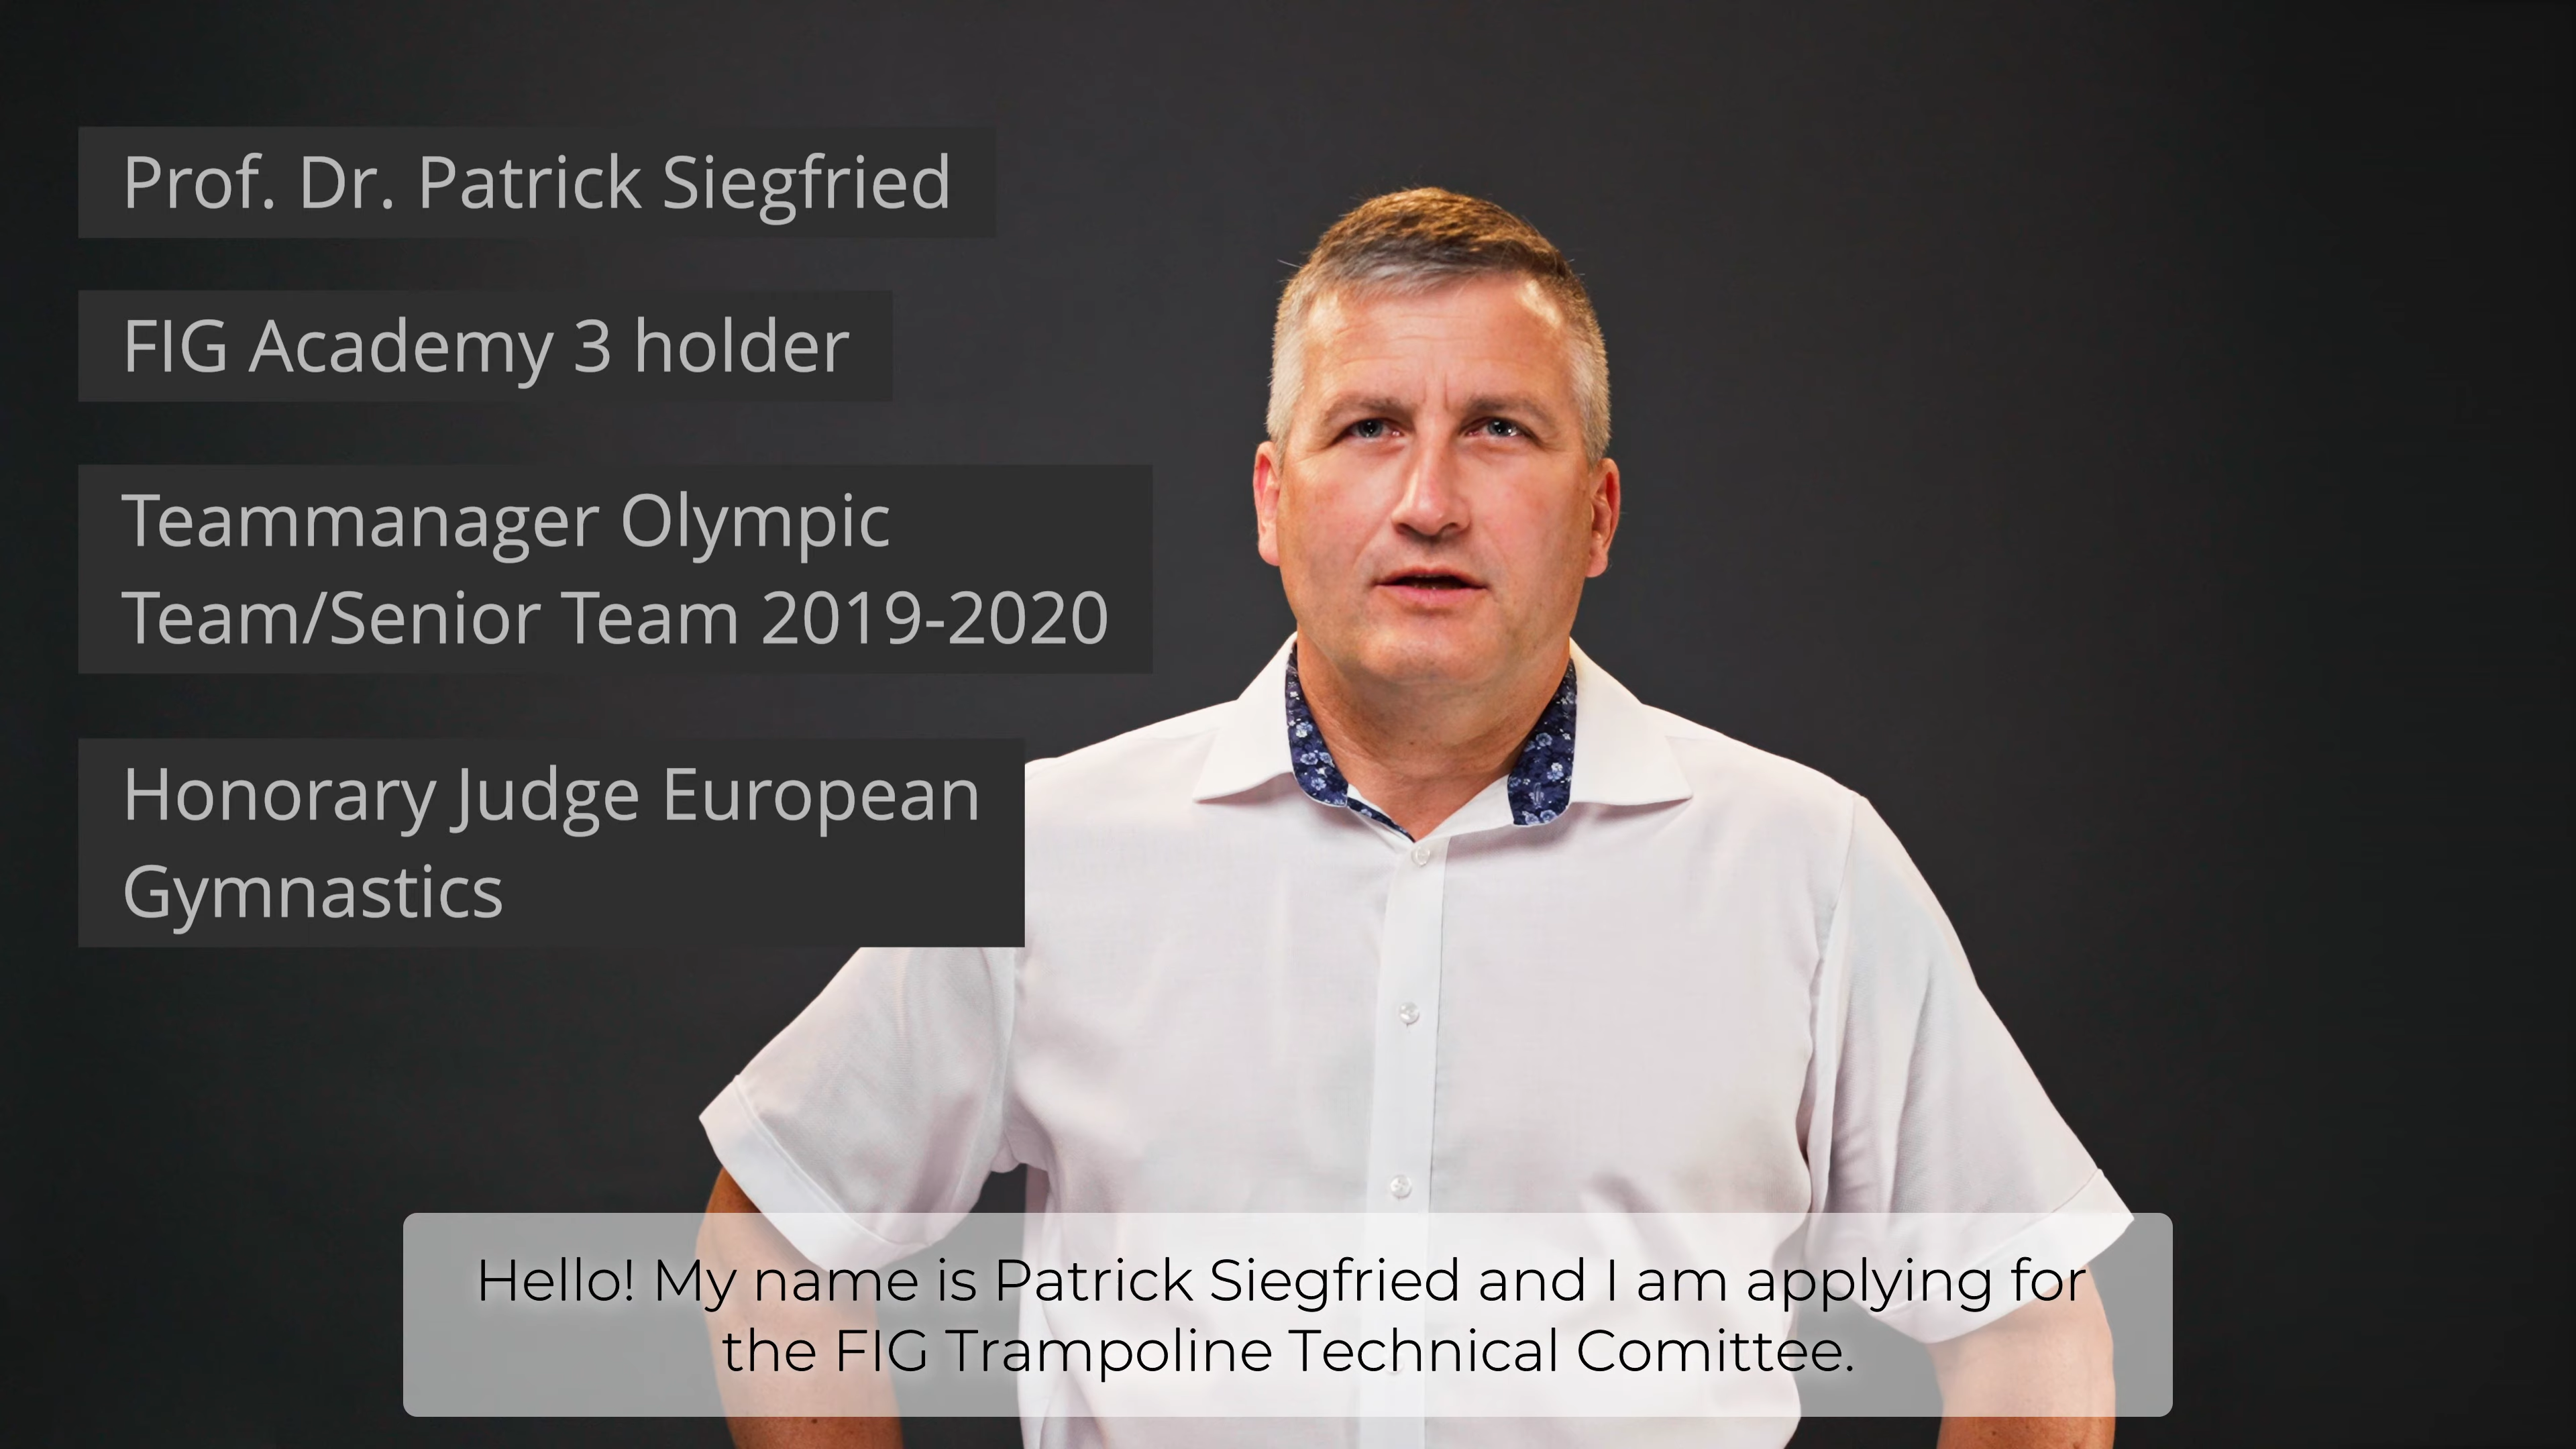 Prof. Dr. Patrick Siegfried
FIG Academy 3 holder
Teammanager Olympic
Team/Senior Team 2019-2020
Honorary Judge European
Gymnastics
Hello! My name is Patrick Siegfried and I am applying for
the FIG Trampoline Technical Comittee.